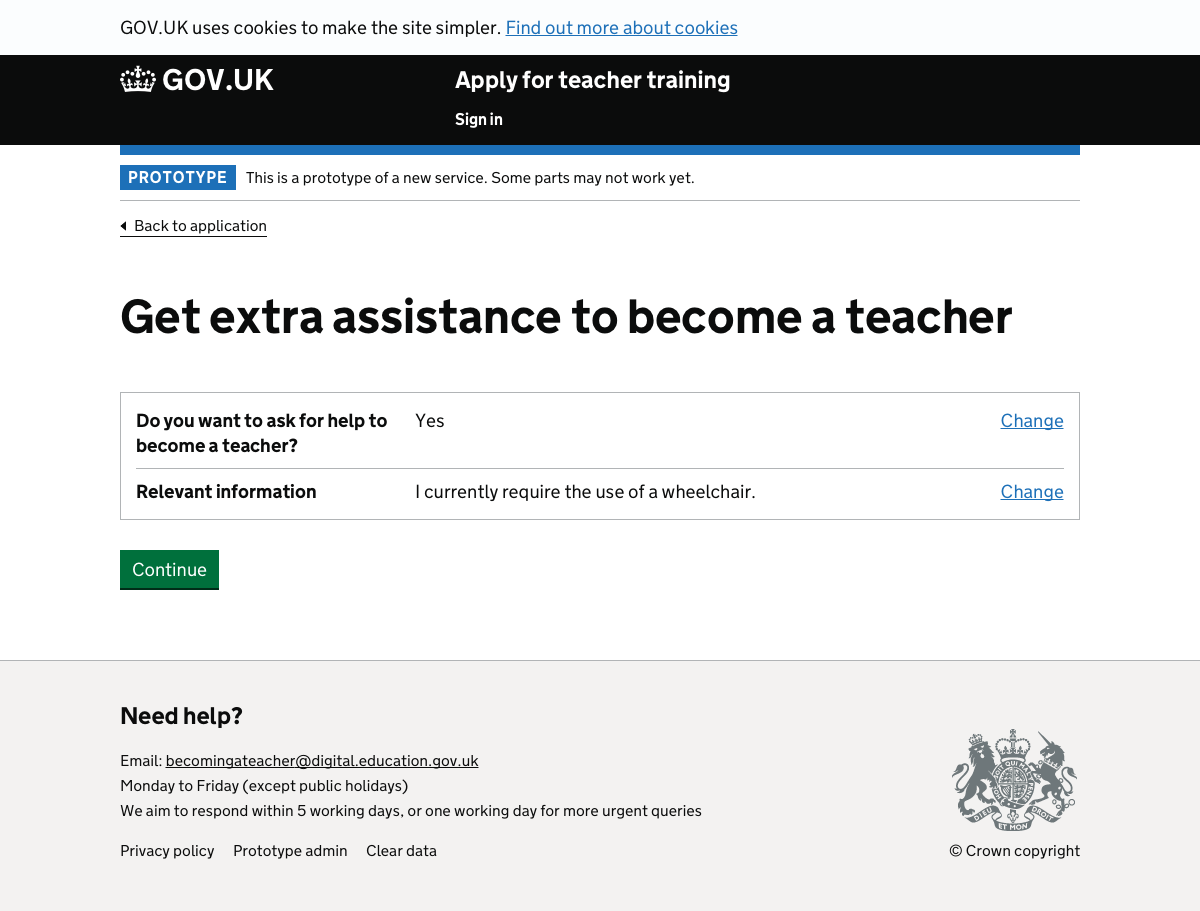 GOV.UK uses cookies to make the site simpler. Find out more about cookies
GOV.UK
Apply for teacher training
Sign in
PROTOTYPE This is a prototype of a new service. Some parts may not work yet.
Back to application
Get extra assistance to become a teacher
Do you want to ask for help to become a teacher? Yes Change
Relevant information I currently require the use of a wheelchair. Change
Continue
Need help?
Email: becomingateacher@digital.education.gov.uk
Monday to Friday (except public holidays)
We aim to respond within 5 working days, or one working day for more urgent queries
Privacy policy Prototype admin Clear data
DIEU ET MON DROIT
© Crown copyright